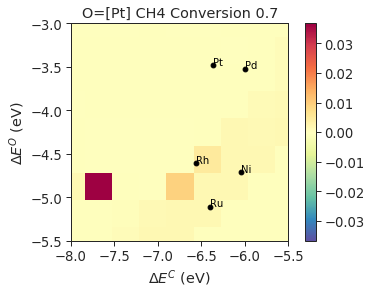 O=[Pt] CH4 Conversion 0.7
−3.0
−3.5
−4.0
−4.5
−5.0
−5.5
ΔE^O (eV)
Pt
Pd
Rh
Ni
Ru
−8.0 −7.5 −7.0 −6.5 −6.0 −5.5
ΔE^C (eV)
0.03
0.02
0.01
0.00
−0.01
−0.02
−0.03